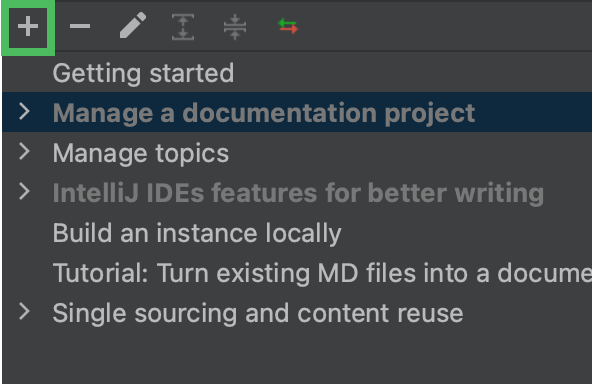 Getting started
Manage a documentation project
Manage topics
IntelliJ IDEs features for better writing
Build an instance locally
Tutorial: Turn existing MD files into a docume
Single sourcing and content reuse